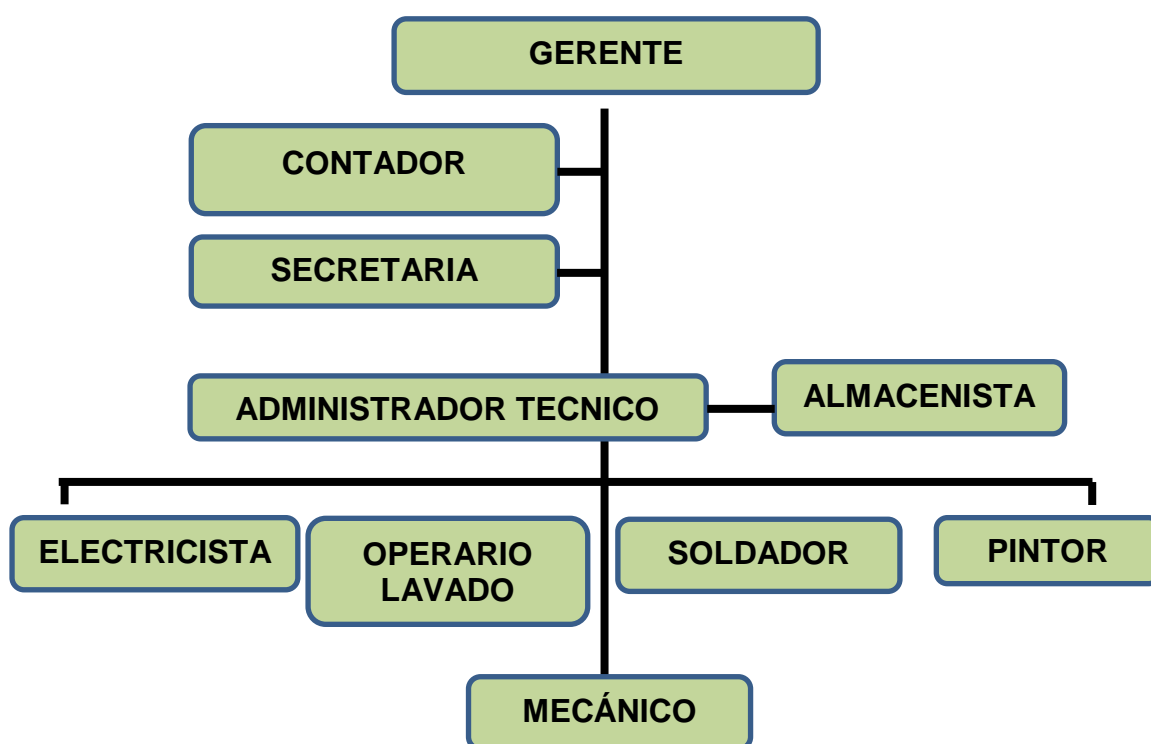 GERENTE
CONTADOR
SECRETARIA
ADMINISTRADOR TECNICO
ALMACENISTA
ELECTRICISTA
OPERARIO
LAVADO
SOLDADOR
PINTOR
MECÁNICO